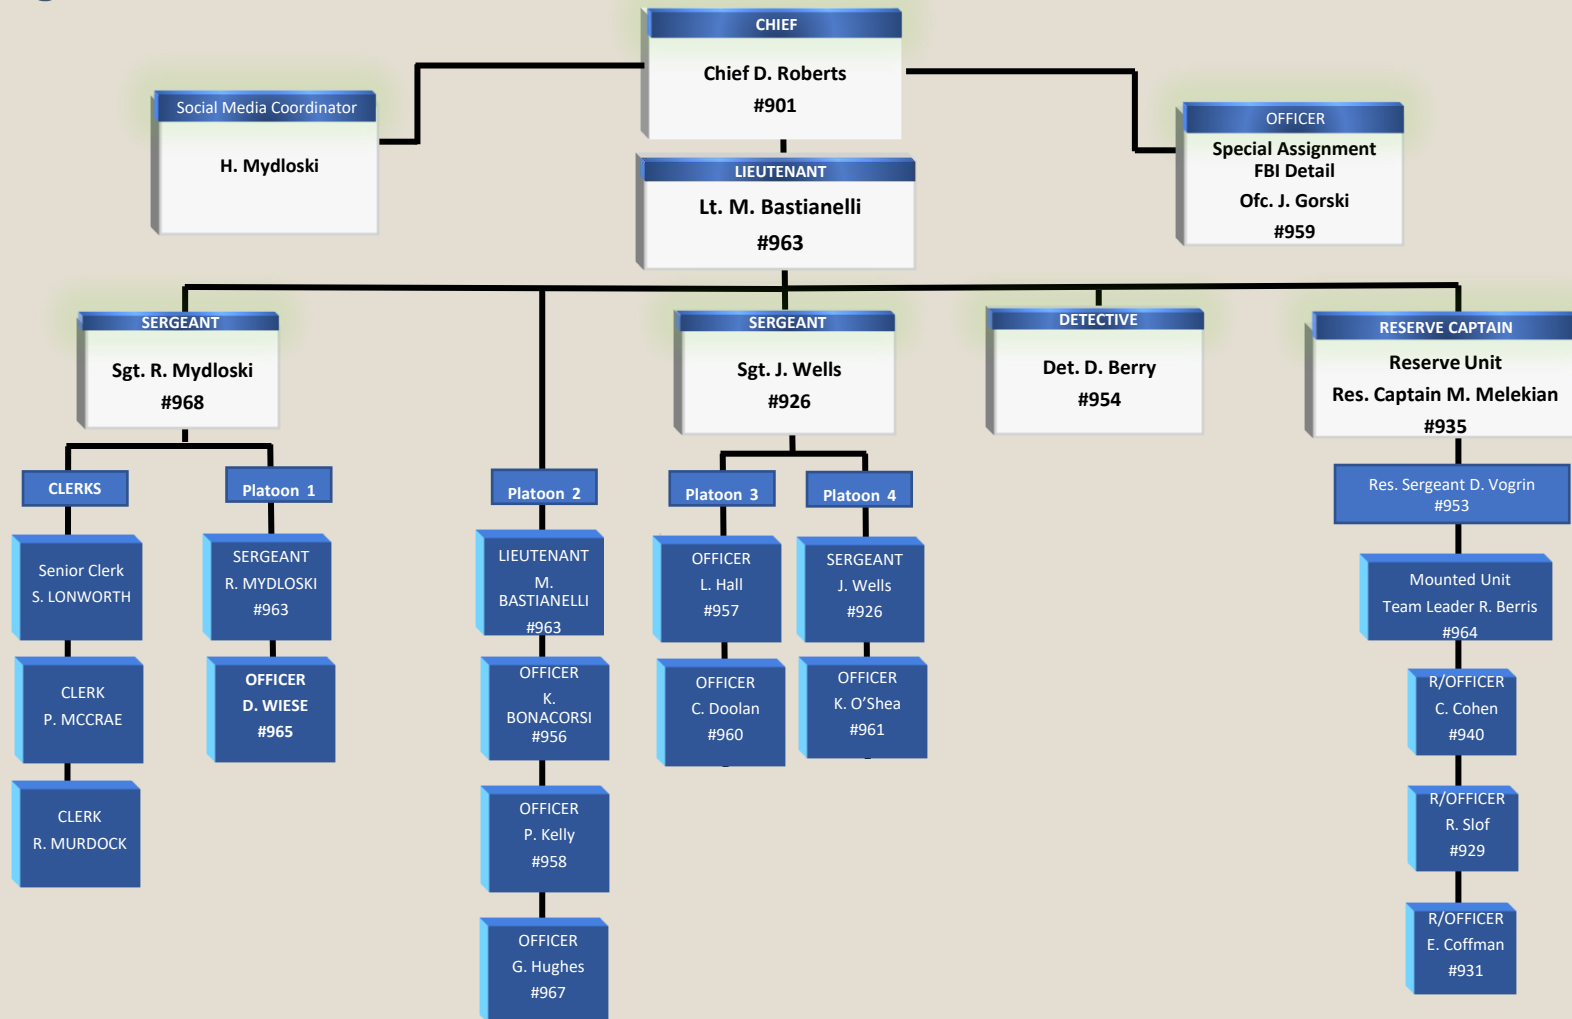 CHIEF
Chief D. Roberts
#901
Social Media Coordinator
H. Mydloski
OFFICER
Special Assignment
FBI Detail
Ofc. J. Gorski
#959
LIEUTENANT
Lt. M. Bastianelli
#963
SERGEANT
Sgt. R. Mydloski
#968
SERGEANT
Sgt. J. Wells
#926
DETECTIVE
Det. D. Berry
#954
RESERVE CAPTAIN
Reserve Unit
Res. Captain M. Melekian
#935
CLERKS
Senior Clerk
S. LONWORTH
CLERK
P. MCCRAE
CLERK
R. MURDOCK
Platoon 1
SERGEANT
R. MYDLOSKI
#963
OFFICER
D. WIESE
#965
Platoon 2
LIEUTENANT
M.
BASTIANELLI
#963
OFFICER
K.
BONACORSI
#956
OFFICER
P. Kelly
#958
OFFICER
G. Hughes
#967
Platoon 3
OFFICER
L. Hall
#957
OFFICER
C. Doolan
#960
Platoon 4
SERGEANT
J. Wells
#926
OFFICER
K. O’Shea
#961
Res. Sergeant D. Vogrin
#953
Mounted Unit
Team Leader R. Berris
#964
R/OFFICER
C. Cohen
#940
R/OFFICER
R. Slof
#929
R/OFFICER
E. Coffman
#931